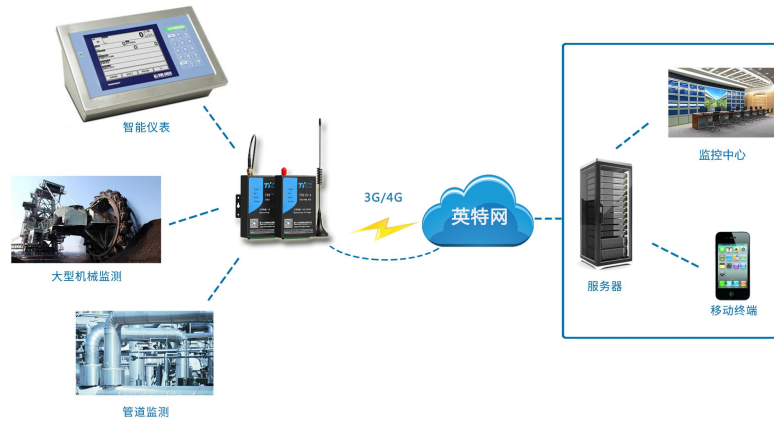 智能仪表
大型机械监测
管道监测
3G/4G
英特网
服务器
监控中心
移动终端